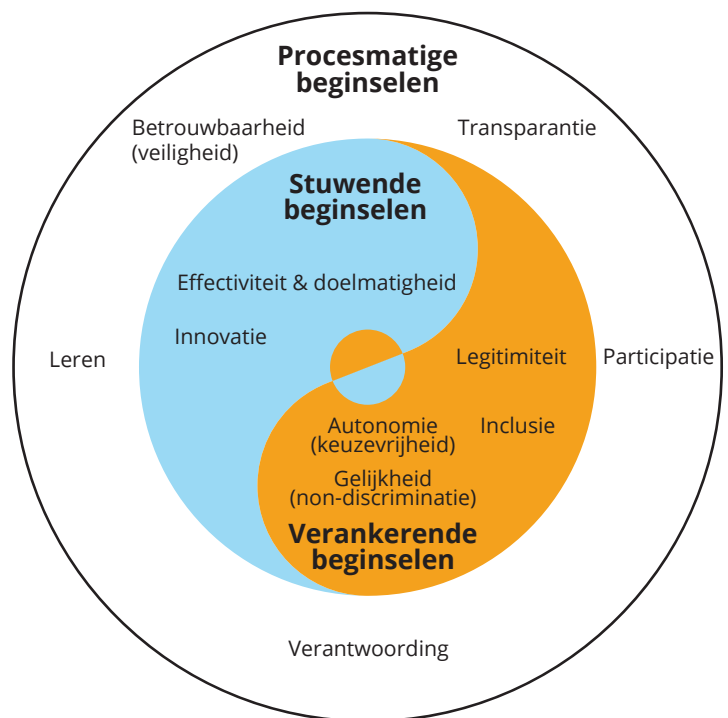 Procesmatige
beginselen
Betrouwbaarheid
(veiligheid)
Transparantie
Stuwende
beginselen
Effectiviteit & doelmatigheid
Innovatie
Leren
Legitimiteit
Participatie
Autonomie
(keuzevrijheid)
Inclusie
Gelijkheid
(non-discriminatie)
Verankerende
beginselen
Verantwoording